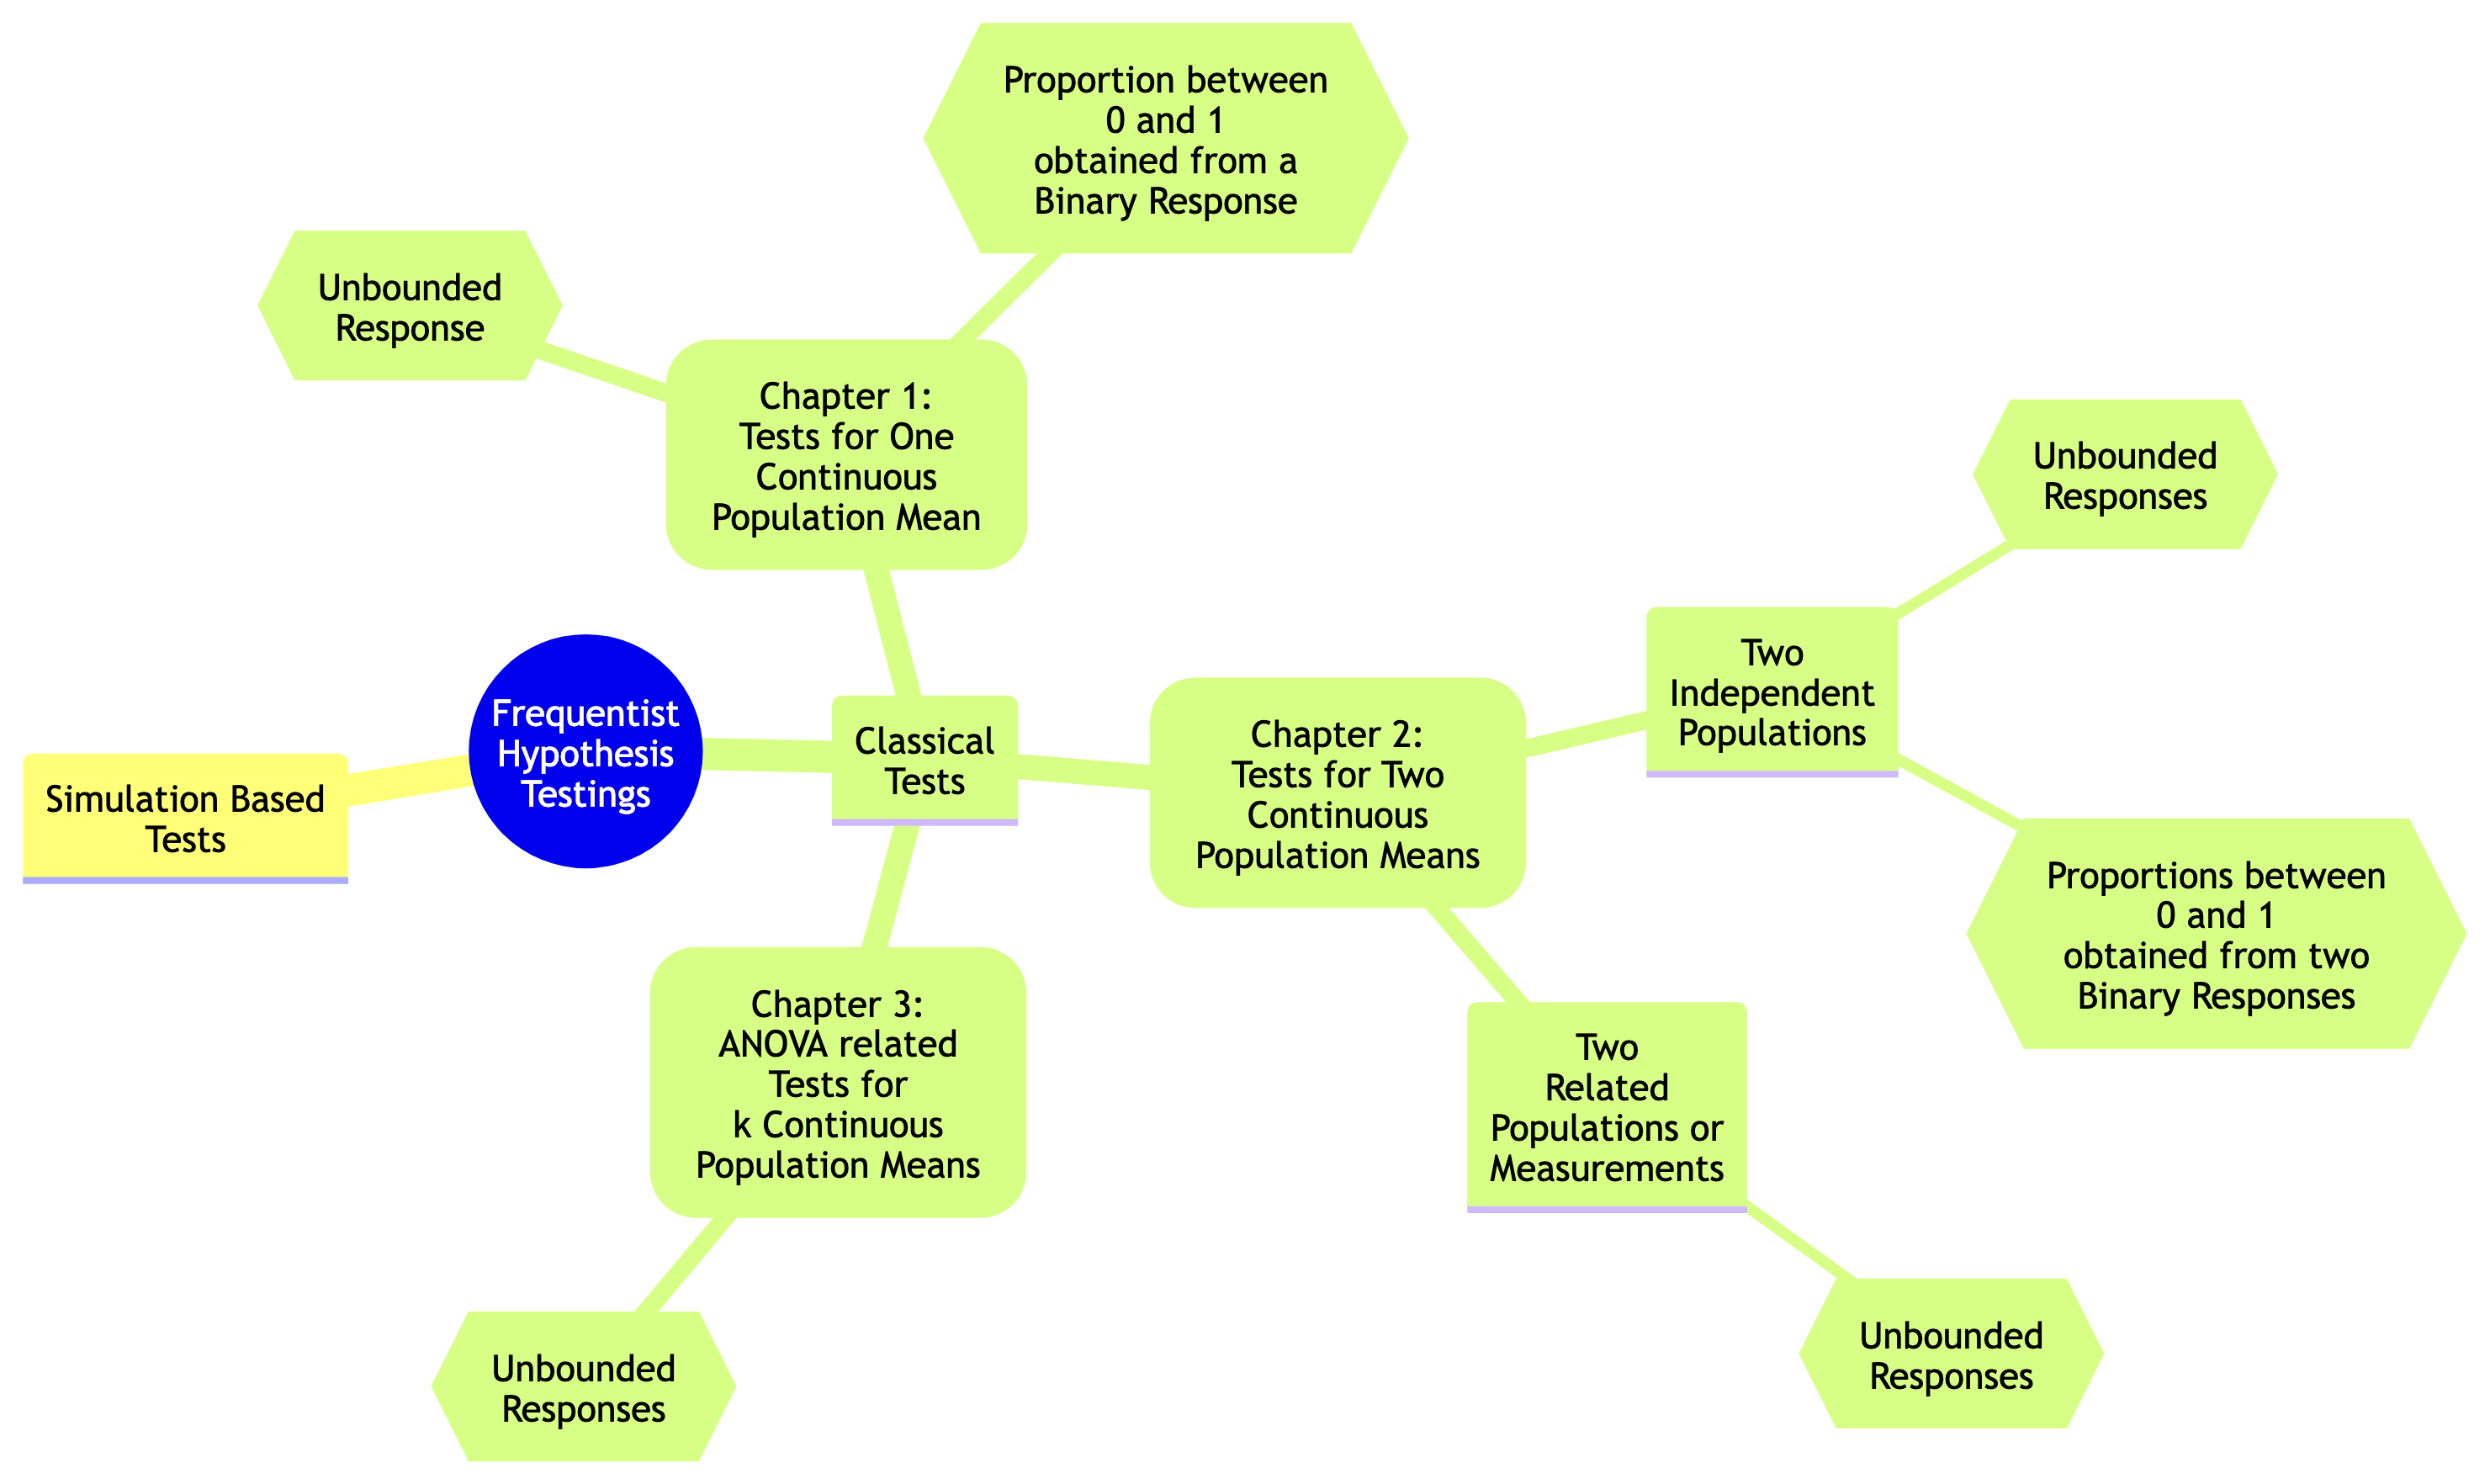 Proportion between
0 and 1
obtained from a
Binary Response
Unbounded
Response
Chapter 1:
Tests for One
Continuous
Population Mean
Unbounded
Responses
Two
Independent
Populations
Frequentist
Hypothesis
Testings
Classical
Tests
Chapter 2:
Tests for Two
Continuous
Population Means
Simulation Based
Tests
Proportions between
0 and 1
obtained from two
Binary Responses
Chapter 3:
ANOVA related
Tests for
k Continuous
Population Means
Two
Related
Populations or
Measurements
Unbounded
Responses
Unbounded
Responses